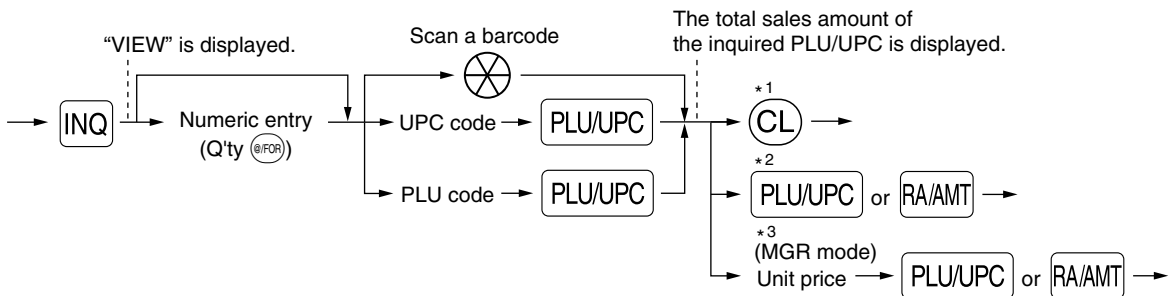 The total sales amount of
the inquired PLU/UPC is displayed.
"VIEW" is displayed.
Scan a barcode
INQ
Numeric entry
(Q'ty @/FOR)
UPC code
PLU/UPC
PLU code
PLU/UPC
*1
CL
*2
PLU/UPC or RA/AMT
*3
(MGR mode)
Unit price
PLU/UPC or RA/AMT